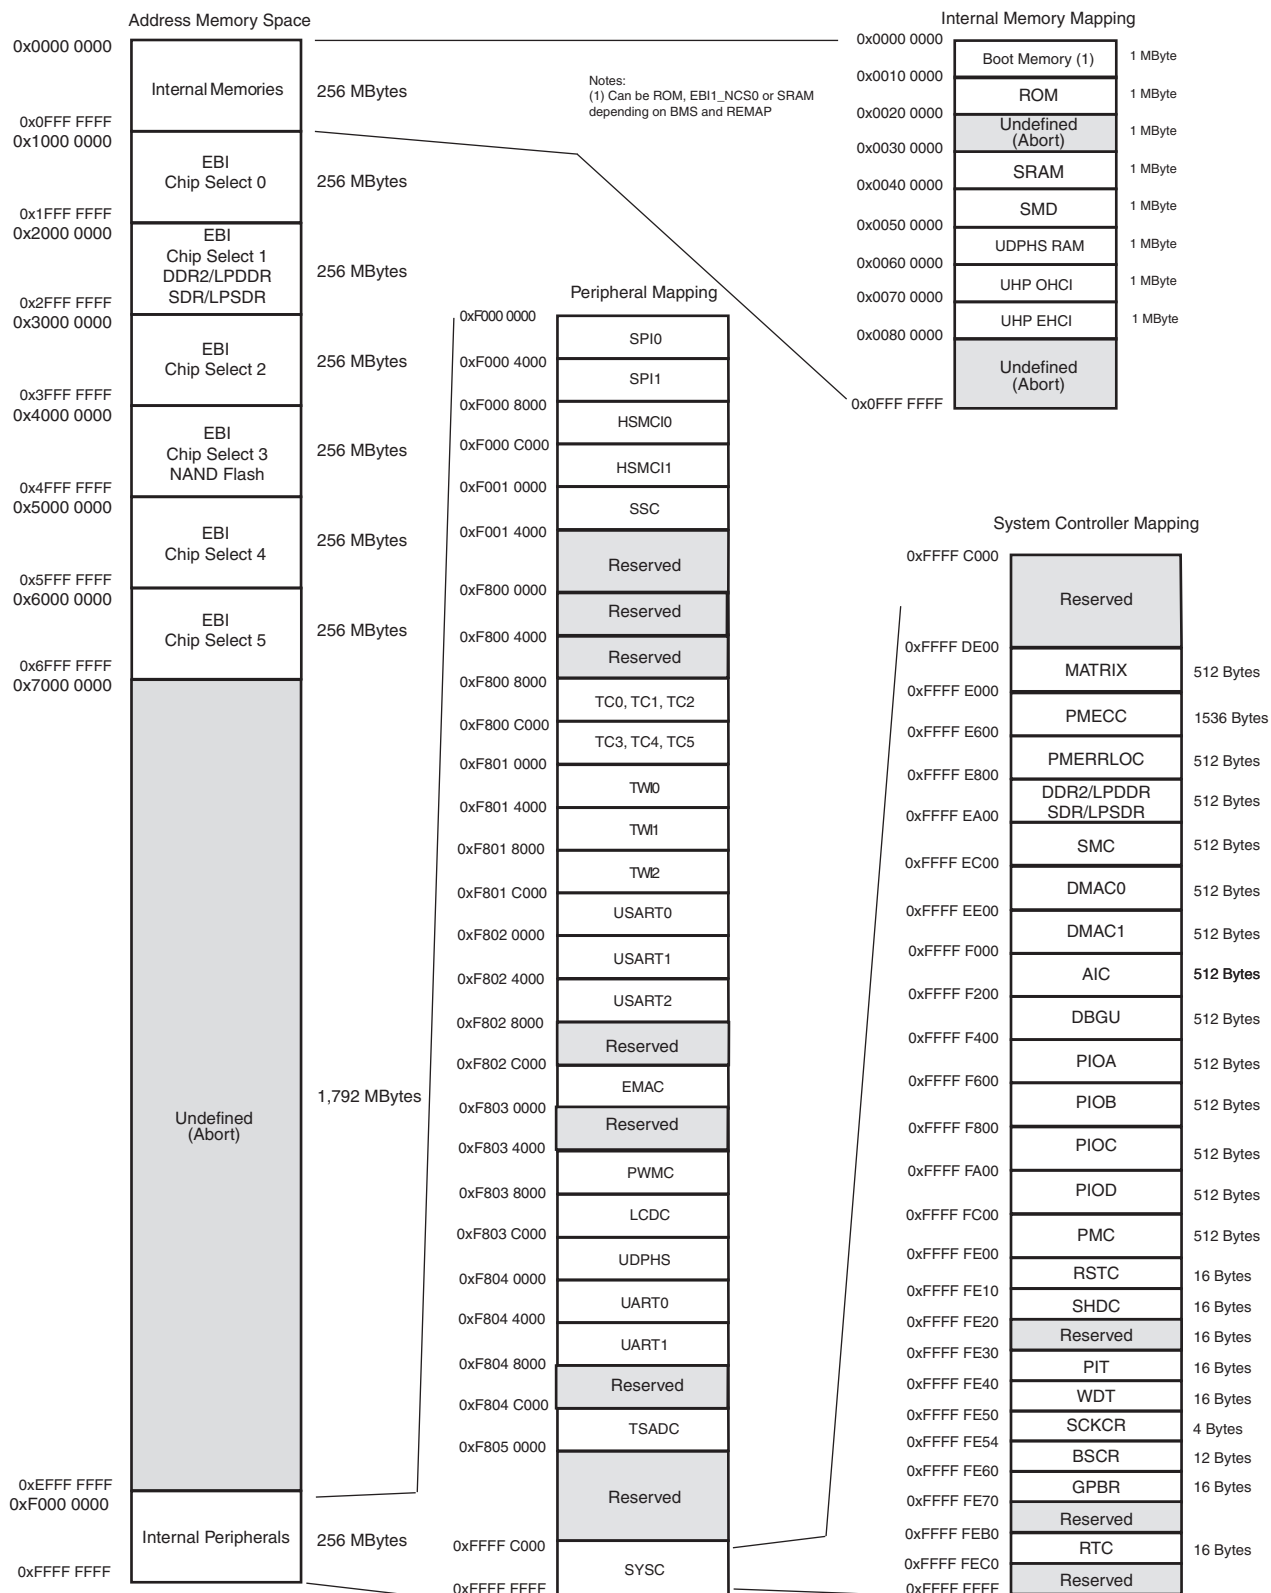 Address Memory Space
0x0000 0000
Internal Memories
256 MBytes
0x0FFF FFFF
0x1000 0000
EBI
Chip Select 0
256 MBytes
0x1FFF FFFF
0x2000 0000
EBI
Chip Select 1
DDR2/LPDDR
SDR/LPSDR
256 MBytes
0x2FFF FFFF
0x3000 0000
EBI
Chip Select 2
256 MBytes
0x3FFF FFFF
0x4000 0000
EBI
Chip Select 3
NAND Flash
256 MBytes
0x4FFF FFFF
0x5000 0000
EBI
Chip Select 4
256 MBytes
0x5FFF FFFF
0x6000 0000
EBI
Chip Select 5
256 MBytes
0x6FFF FFFF
0x7000 0000
Undefined
(Abort)
1,792 MBytes
0xEFFF FFFF
0xF000 0000
Internal Peripherals
256 MBytes
0xFFFF FFFF
Notes:
(1) Can be ROM, EBI1_NCS0 or SRAM
depending on BMS and REMAP
Peripheral Mapping
0xF000 0000
SPI0
0xF000 4000
SPI1
0xF000 8000
HSMCI0
0xF000 C000
HSMCI1
0xF001 0000
SSC
0xF001 4000
Reserved
0xF800 0000
Reserved
0xF800 4000
Reserved
0xF800 8000
TC0, TC1, TC2
0xF800 C000
TC3, TC4, TC5
0xF801 0000
TWI0
0xF801 4000
TWI1
0xF801 8000
TWI2
0xF801 C000
USART0
0xF802 0000
USART1
0xF802 4000
USART2
0xF802 8000
Reserved
0xF802 C000
EMAC
0xF803 0000
Reserved
0xF803 4000
PWMC
0xF803 8000
LCDC
0xF803 C000
UDPHS
0xF804 0000
UART0
0xF804 4000
UART1
0xF804 8000
Reserved
0xF804 C000
TSADC
0xF805 0000
Reserved
0xFFFF C000
SYSC
0xFFFF FFFF
Internal Memory Mapping
0x0000 0000
Boot Memory (1)
1 MByte
0x0010 0000
ROM
1 MByte
0x0020 0000
Undefined
(Abort)
1 MByte
0x0030 0000
SRAM
1 MByte
0x0040 0000
SMD
1 MByte
0x0050 0000
UDPHS RAM
1 MByte
0x0060 0000
UHP OHCI
1 MByte
0x0070 0000
UHP EHCI
1 MByte
0x0080 0000
Undefined
(Abort)
0x0FFF FFFF
System Controller Mapping
0xFFFF C000
Reserved
0xFFFF DE00
MATRIX
512 Bytes
0xFFFF E000
PMECC
1536 Bytes
0xFFFF E600
PMERRLOC
512 Bytes
0xFFFF E800
DDR2/LPDDR
SDR/LPSDR
512 Bytes
0xFFFF EA00
SMC
512 Bytes
0xFFFF EC00
DMAC0
512 Bytes
0xFFFF EE00
DMAC1
512 Bytes
0xFFFF F000
AIC
512 Bytes
0xFFFF F200
DBGU
512 Bytes
0xFFFF F400
PIOA
512 Bytes
0xFFFF F600
PIOB
512 Bytes
0xFFFF F800
PIOC
512 Bytes
0xFFFF FA00
PIOD
512 Bytes
0xFFFF FC00
PMC
512 Bytes
0xFFFF FE00
RSTC
16 Bytes
0xFFFF FE10
SHDC
16 Bytes
0xFFFF FE20
Reserved
16 Bytes
0xFFFF FE30
PIT
16 Bytes
0xFFFF FE40
WDT
16 Bytes
0xFFFF FE50
SCKCR
4 Bytes
0xFFFF FE54
BSCR
12 Bytes
0xFFFF FE60
GPBR
16 Bytes
0xFFFF FE70
Reserved
0xFFFF FEB0
RTC
16 Bytes
0xFFFF FEC0
Reserved
0xFFFF FFFF